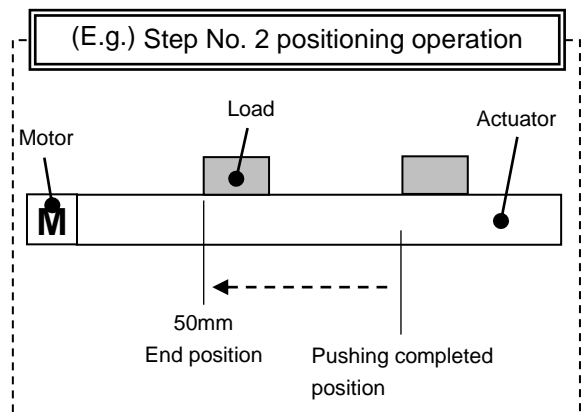 (E.g.) Step No. 2 positioning operation
Load
Actuator
Motor
M
50mm
End position
Pushing completed
position